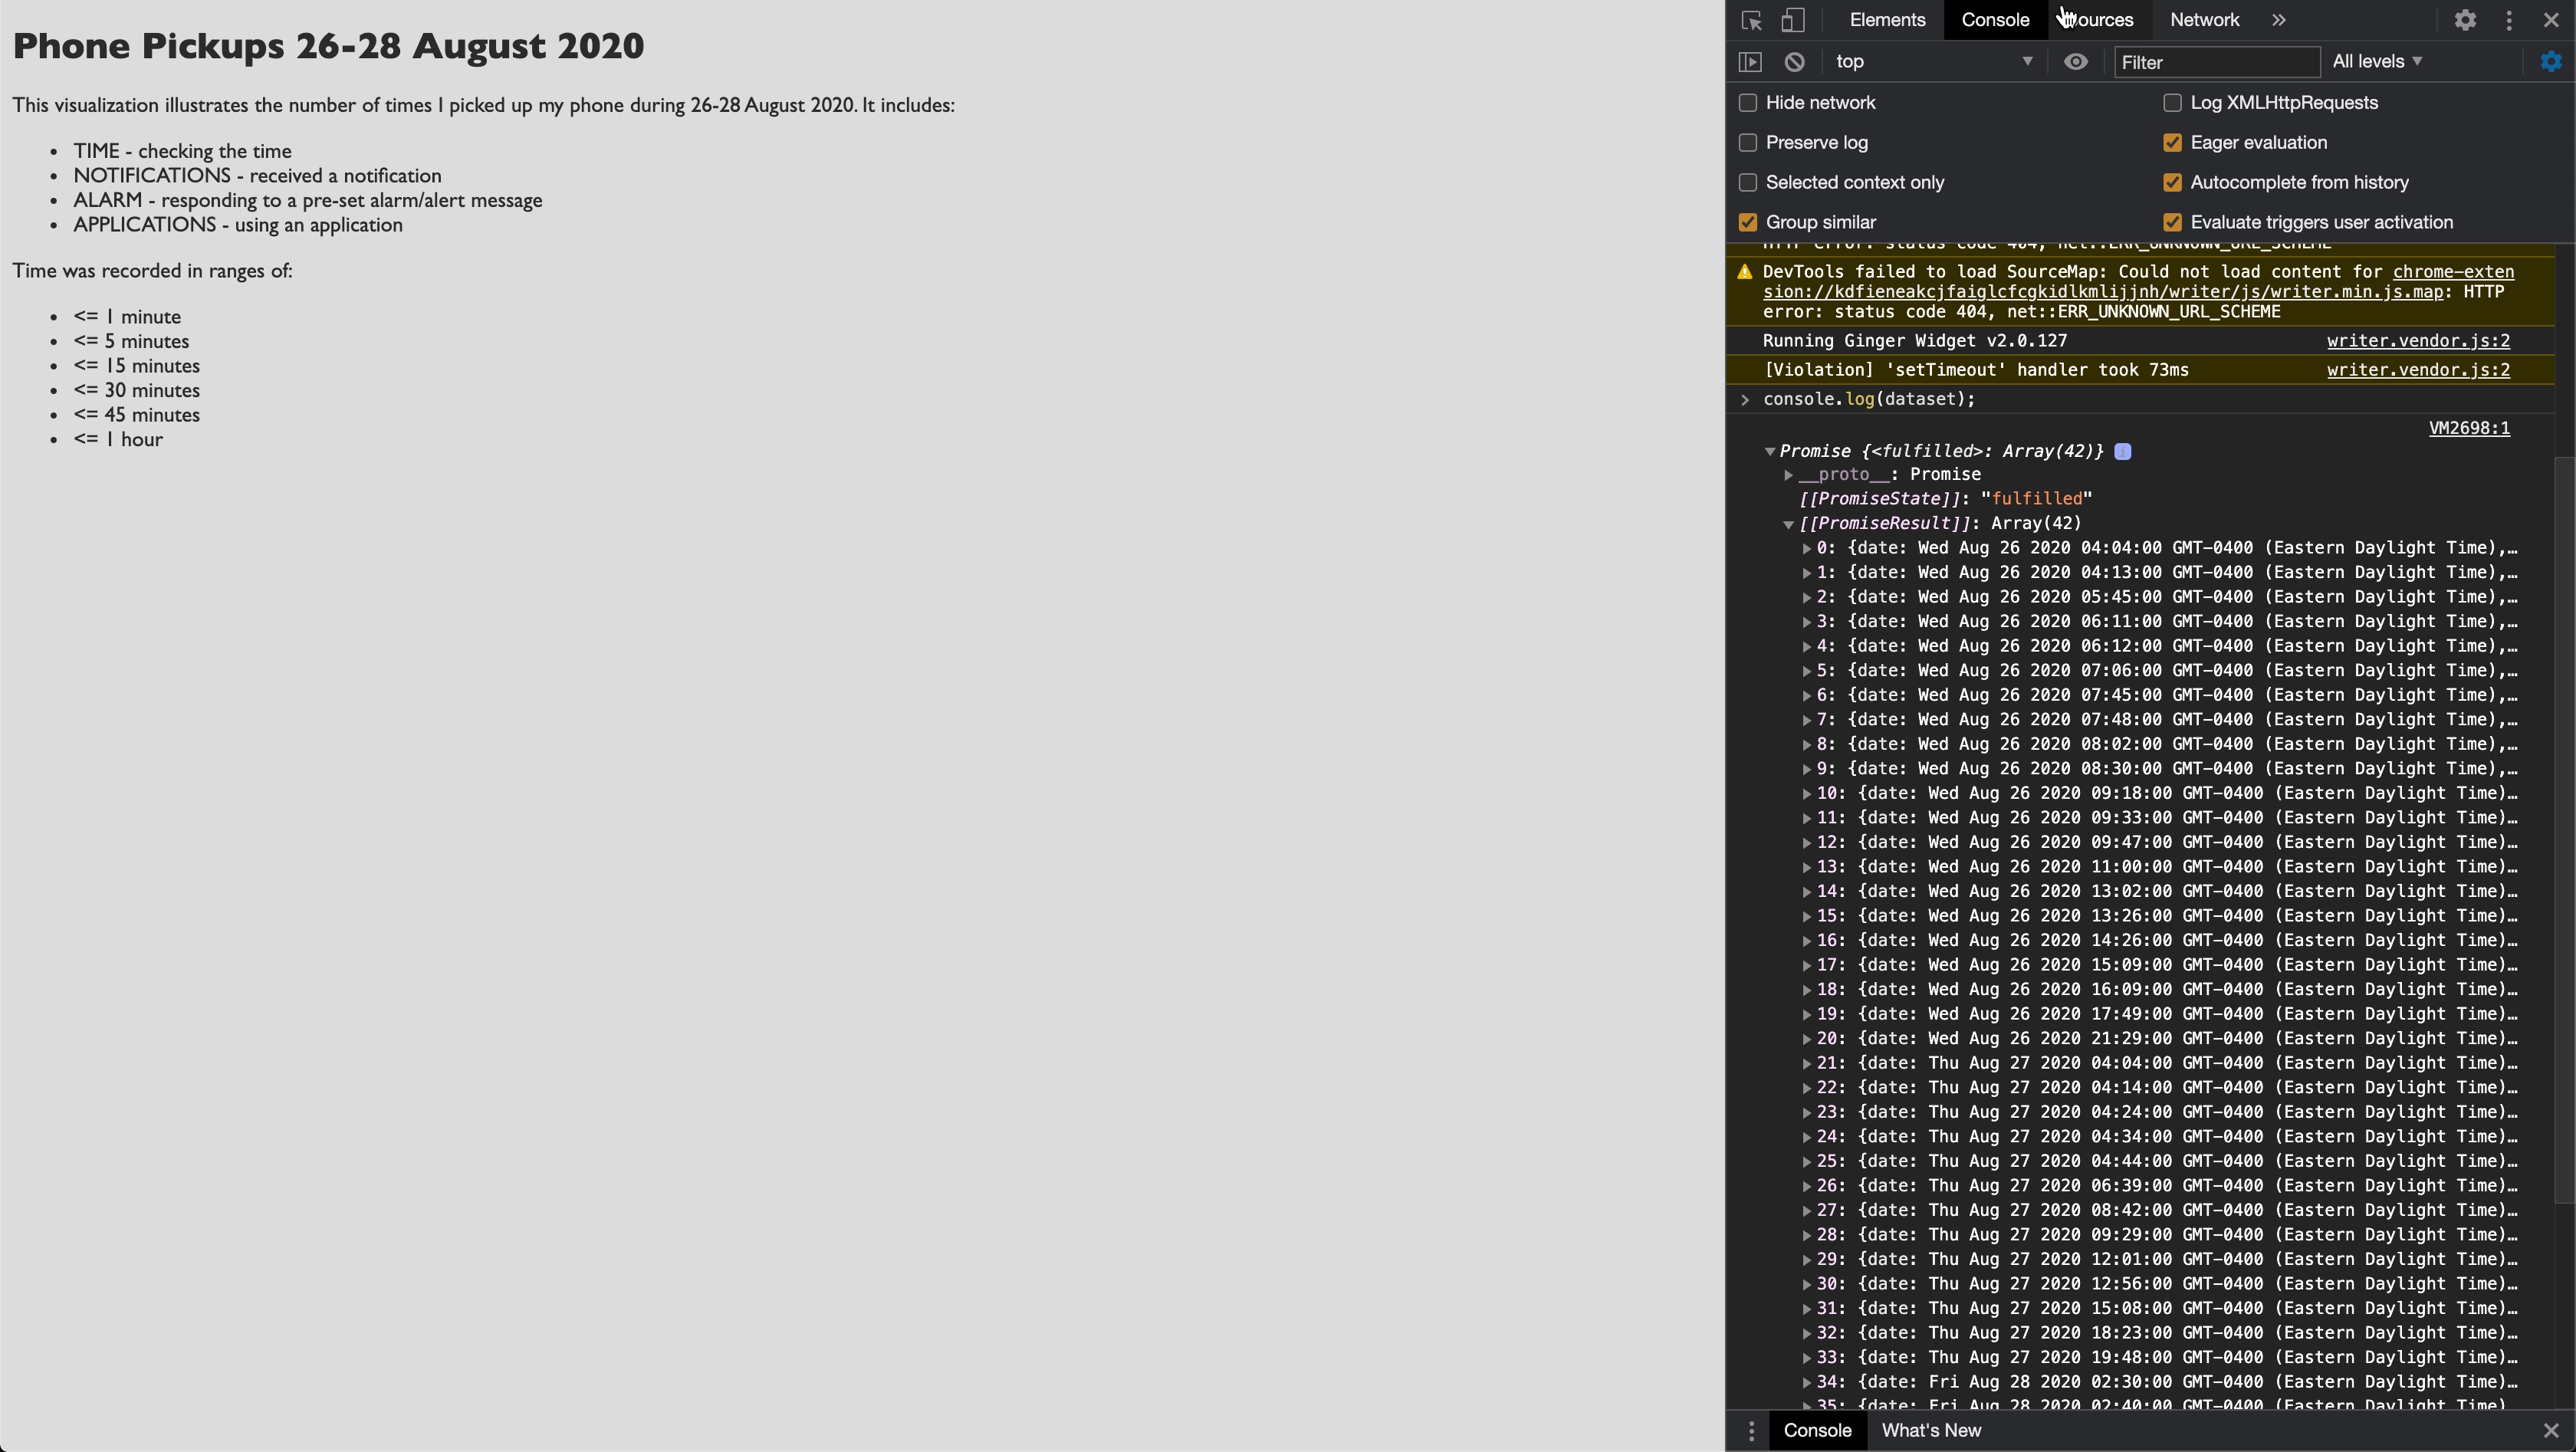 Phone Pickups 26-28 August 2020
This visualization illustrates the number of times I picked up my phone during 26-28 August 2020. It includes:
• TIME - checking the time
• NOTIFICATIONS - received a notification
• ALARM - responding to a pre-set alarm/alert message
• APPLICATIONS - using an application
Time was recorded in ranges of:
• <= 1 minute
• <= 5 minutes
• <= 15 minutes
• <= 30 minutes
• <= 45 minutes
• <= 1 hour
Elements Console ources Network »
top Filter All levels
Hide network Log XMLHttpRequests
Preserve log Eager evaluation
Selected context only Autocomplete from history
Group similar Evaluate triggers user activation
HTTP error: status code 404, net::ERR_UNKNOWN_URL_SCHEME
DevTools failed to load SourceMap: Could not load content for chrome-exten
sion://kdfieneakcjfaiglcfcgkidlkmlijjnh/writer/js/writer.min.js.map: HTTP
error: status code 404, net::ERR_UNKNOWN_URL_SCHEME
Running Ginger Widget v2.0.127 writer.vendor.js:2
[Violation] 'setTimeout' handler took 73ms writer.vendor.js:2
> console.log(dataset);
VM2698:1
Promise {<fulfilled>: Array(42)} i
__proto__: Promise
[[PromiseState]]: "fulfilled"
[[PromiseResult]]: Array(42)
0: {date: Wed Aug 26 2020 04:04:00 GMT-0400 (Eastern Daylight Time),…
1: {date: Wed Aug 26 2020 04:13:00 GMT-0400 (Eastern Daylight Time),…
2: {date: Wed Aug 26 2020 05:45:00 GMT-0400 (Eastern Daylight Time),…
3: {date: Wed Aug 26 2020 06:11:00 GMT-0400 (Eastern Daylight Time),…
4: {date: Wed Aug 26 2020 06:12:00 GMT-0400 (Eastern Daylight Time),…
5: {date: Wed Aug 26 2020 07:06:00 GMT-0400 (Eastern Daylight Time),…
6: {date: Wed Aug 26 2020 07:45:00 GMT-0400 (Eastern Daylight Time),…
7: {date: Wed Aug 26 2020 07:48:00 GMT-0400 (Eastern Daylight Time),…
8: {date: Wed Aug 26 2020 08:02:00 GMT-0400 (Eastern Daylight Time),…
9: {date: Wed Aug 26 2020 08:30:00 GMT-0400 (Eastern Daylight Time),…
10: {date: Wed Aug 26 2020 09:18:00 GMT-0400 (Eastern Daylight Time)…
11: {date: Wed Aug 26 2020 09:33:00 GMT-0400 (Eastern Daylight Time)…
12: {date: Wed Aug 26 2020 09:47:00 GMT-0400 (Eastern Daylight Time)…
13: {date: Wed Aug 26 2020 11:00:00 GMT-0400 (Eastern Daylight Time)…
14: {date: Wed Aug 26 2020 13:02:00 GMT-0400 (Eastern Daylight Time)…
15: {date: Wed Aug 26 2020 13:26:00 GMT-0400 (Eastern Daylight Time)…
16: {date: Wed Aug 26 2020 14:26:00 GMT-0400 (Eastern Daylight Time)…
17: {date: Wed Aug 26 2020 15:09:00 GMT-0400 (Eastern Daylight Time)…
18: {date: Wed Aug 26 2020 16:09:00 GMT-0400 (Eastern Daylight Time)…
19: {date: Wed Aug 26 2020 17:49:00 GMT-0400 (Eastern Daylight Time)…
20: {date: Wed Aug 26 2020 21:29:00 GMT-0400 (Eastern Daylight Time)…
21: {date: Thu Aug 27 2020 04:04:00 GMT-0400 (Eastern Daylight Time)…
22: {date: Thu Aug 27 2020 04:14:00 GMT-0400 (Eastern Daylight Time)…
23: {date: Thu Aug 27 2020 04:24:00 GMT-0400 (Eastern Daylight Time)…
24: {date: Thu Aug 27 2020 04:34:00 GMT-0400 (Eastern Daylight Time)…
25: {date: Thu Aug 27 2020 04:44:00 GMT-0400 (Eastern Daylight Time)…
26: {date: Thu Aug 27 2020 06:39:00 GMT-0400 (Eastern Daylight Time)…
27: {date: Thu Aug 27 2020 08:42:00 GMT-0400 (Eastern Daylight Time)…
28: {date: Thu Aug 27 2020 09:29:00 GMT-0400 (Eastern Daylight Time)…
29: {date: Thu Aug 27 2020 12:01:00 GMT-0400 (Eastern Daylight Time)…
30: {date: Thu Aug 27 2020 12:56:00 GMT-0400 (Eastern Daylight Time)…
31: {date: Thu Aug 27 2020 15:08:00 GMT-0400 (Eastern Daylight Time)…
32: {date: Thu Aug 27 2020 18:23:00 GMT-0400 (Eastern Daylight Time)…
33: {date: Thu Aug 27 2020 19:48:00 GMT-0400 (Eastern Daylight Time)…
34: {date: Fri Aug 28 2020 02:30:00 GMT-0400 (Eastern Daylight Time)…
35: {date: Fri Aug 28 2020 02:40:00 GMT-0400 (Eastern Daylight Time)
Console What's New